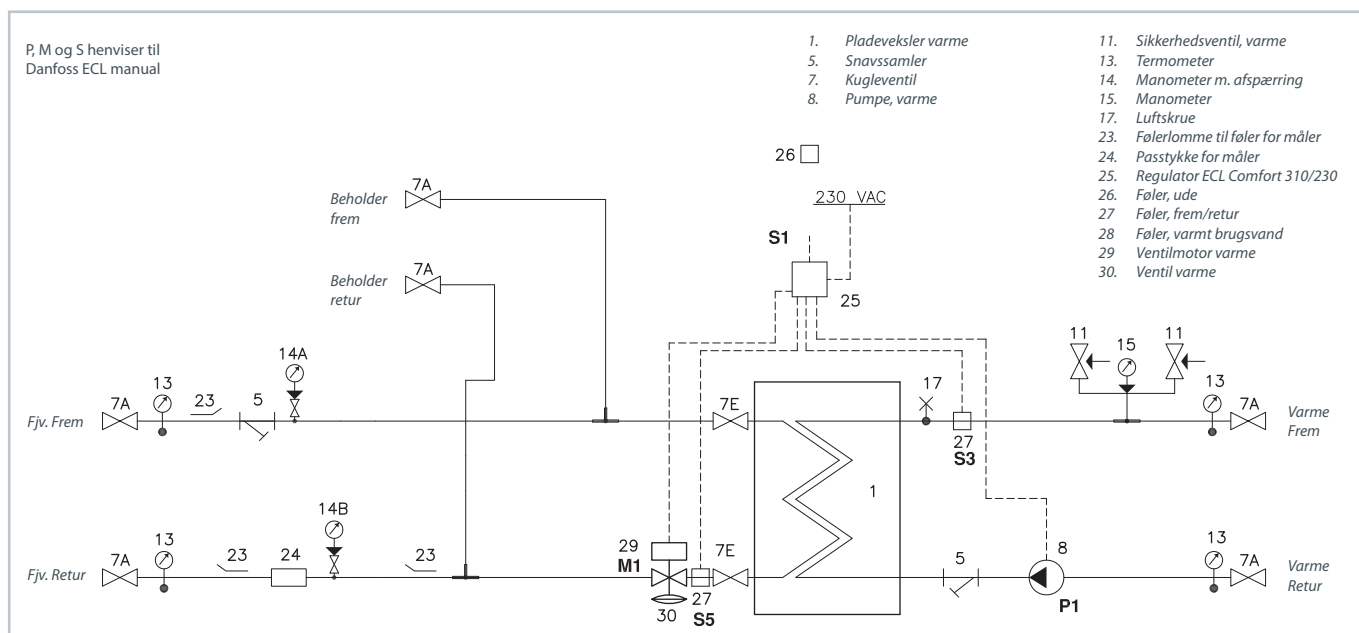 P, M og S henviser til
Danfoss ECL manual
1. Pladeveksler varme
5. Snavssamler
7. Kugleventil
8. Pumpe, varme
11. Sikkerhedsventil, varme
13. Termometer
14. Manometer m. afspærring
15. Manometer
17. Luftskrue
23. Følerlomme til føler for måler
24. Passtykke for måler
25. Regulator ECL Comfort 310/230
26. Føler, ude
27 Føler, frem/retur
28 Føler, varmt brugsvand
29 Ventilmotor varme
30. Ventil varme
26
7A
Beholder
frem
230 VAC
S1
7A
Beholder
retur
25
11
15
11
14A
13
23
5
7A
Fjv. Frem
7E
17
27
S3
13
7A
Varme
Frem
1
14B
13
7A
23
24
23
Fjv. Retur
29
M1
30
27
S5
7E
5
8
P1
13
7A
Varme
Retur